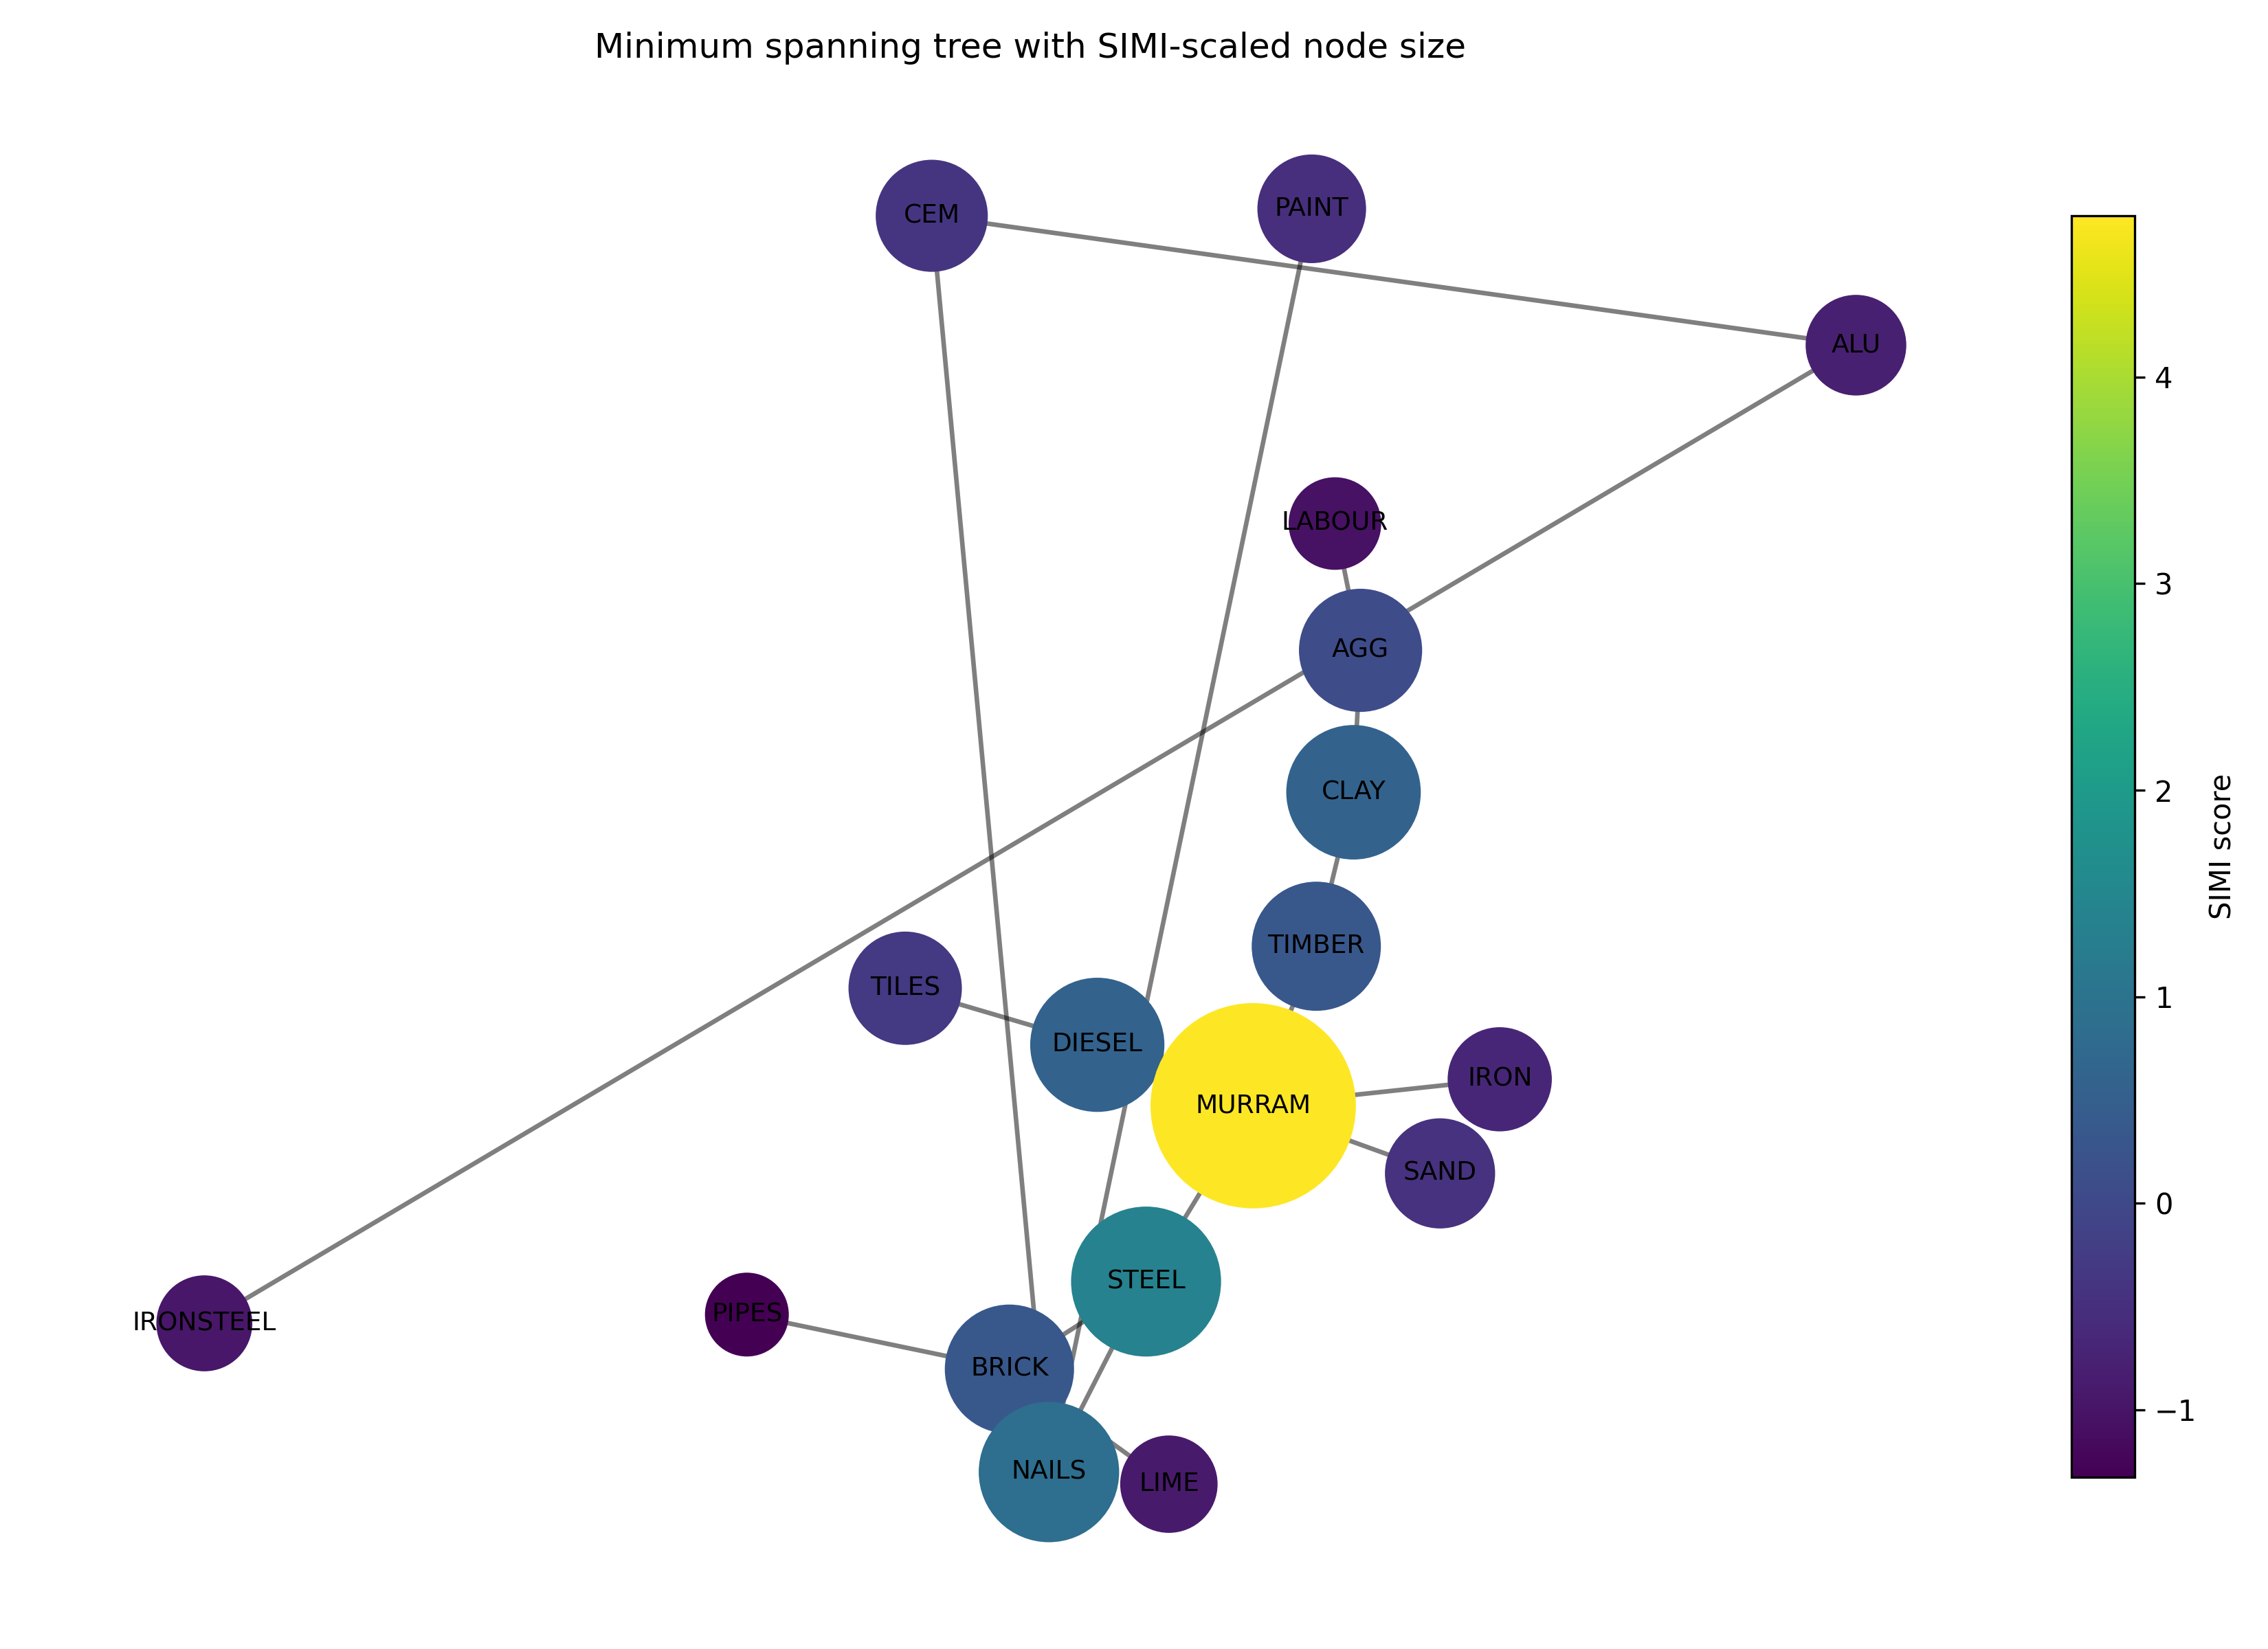 Minimum spanning tree with SIMI-scaled node size
CEM
PAINT
ALU
LABOUR
AGG
CLAY
TIMBER
TILES
DIESEL
IRON
MURRAM
SAND
STEEL
PIPES
IRONSTEEL
BRICK
NAILS
LIME
4
3
2
1
0
−1
SIMI score